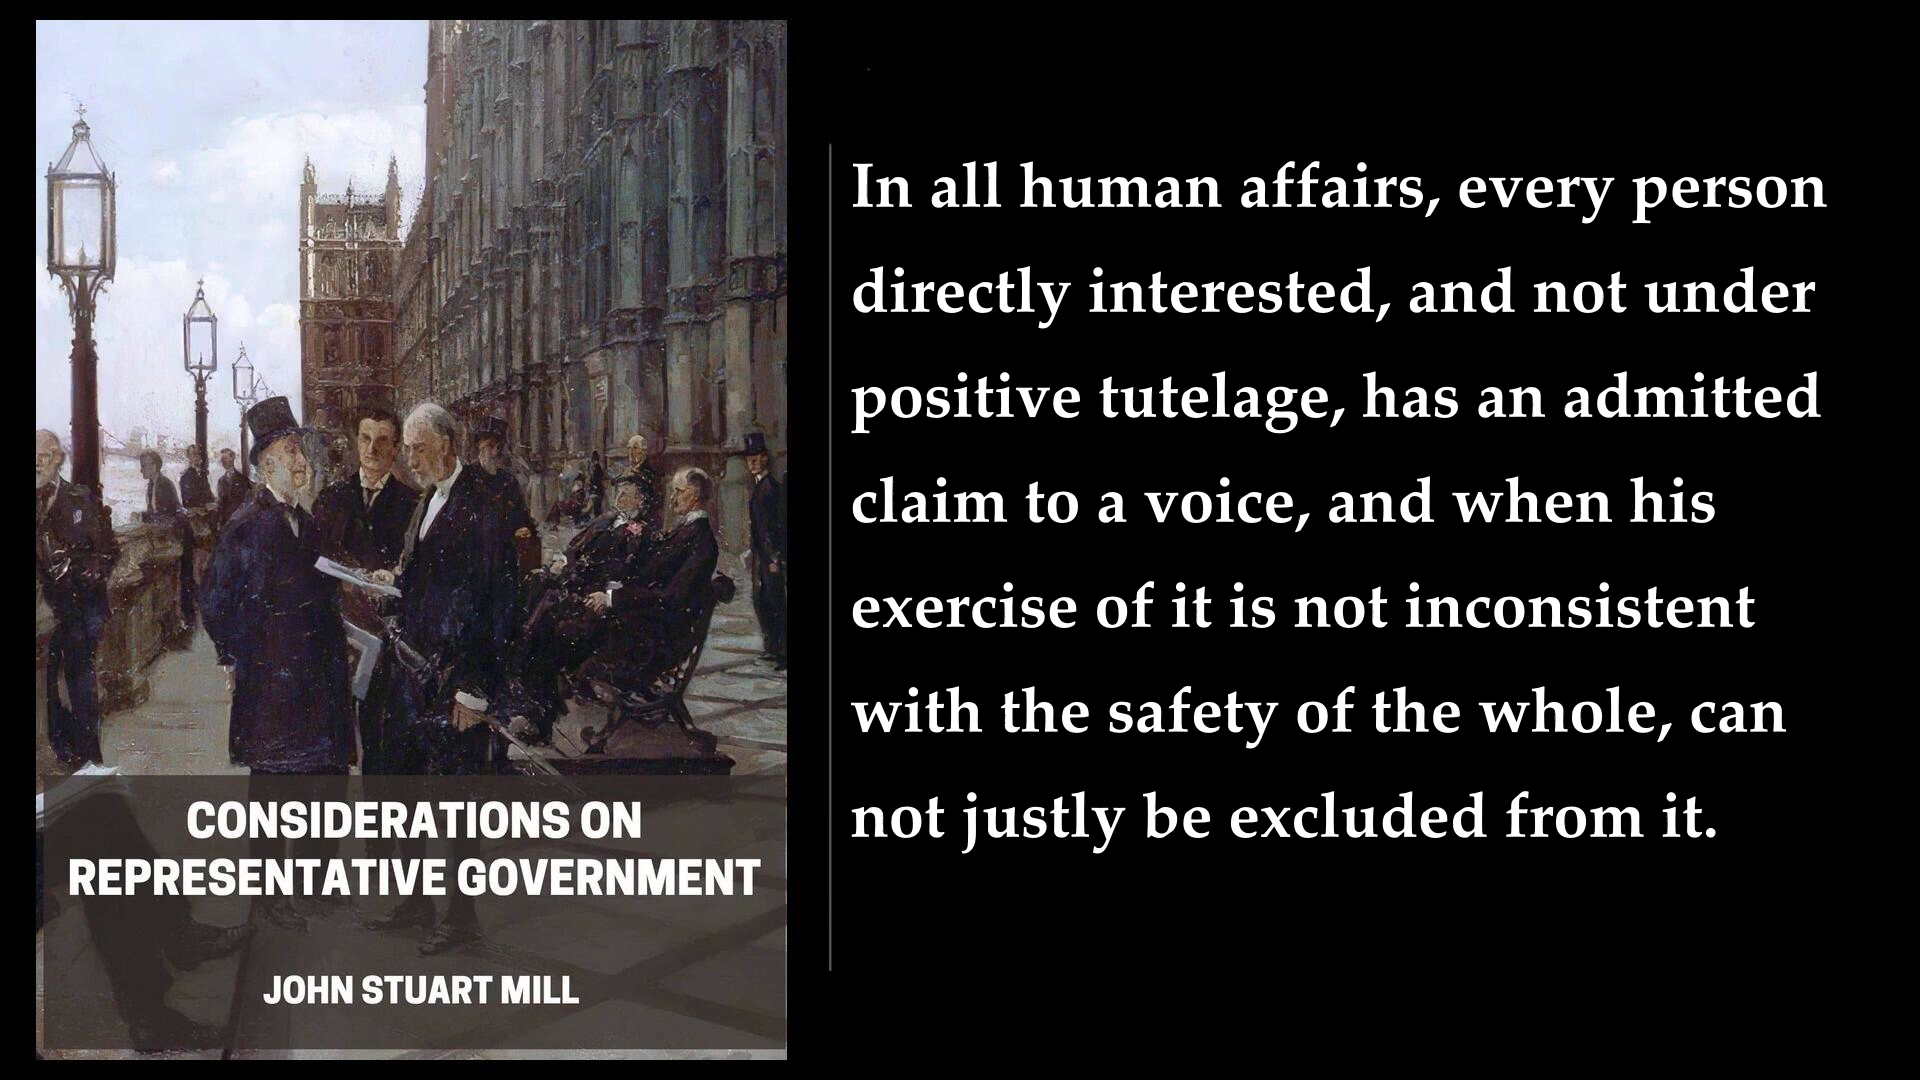 CONSIDERATIONS ON
REPRESENTATIVE GOVERNMENT
JOHN STUART MILL
In all human affairs, every person
directly interested, and not under
positive tutelage, has an admitted
claim to a voice, and when his
exercise of it is not inconsistent
with the safety of the whole, can
not justly be excluded from it.